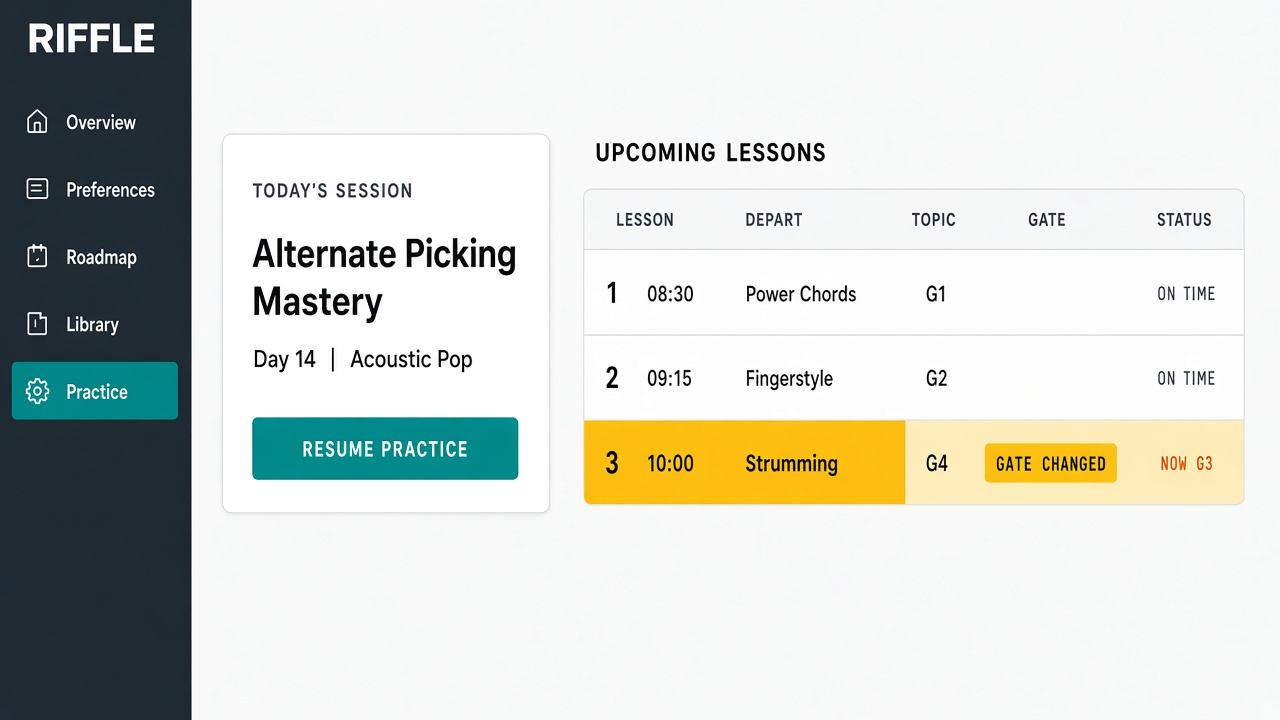 RIFFLE
Overview
Preferences
Roadmap
Library
Practice
TODAY'S SESSION
Alternate Picking
Mastery
Day 14 | Acoustic Pop
RESUME PRACTICE
UPCOMING LESSONS
LESSON DEPART TOPIC GATE STATUS
1 08:30 Power Chords G1 ON TIME
2 09:15 Fingerstyle G2 ON TIME
3 10:00 Strumming G4 GATE CHANGED NOW G3